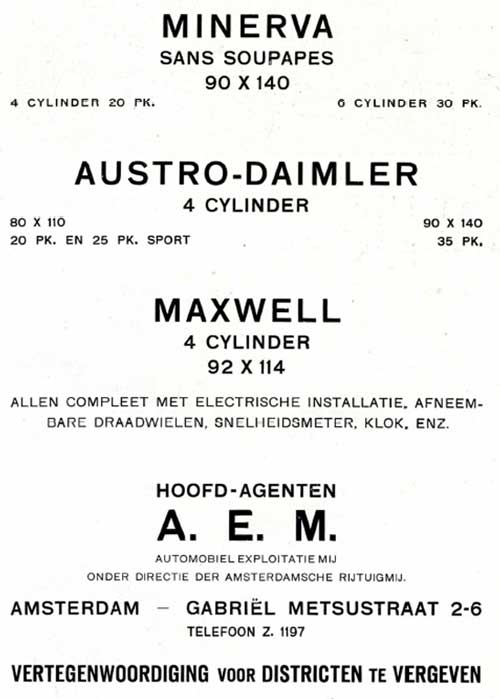 MINERVA
SANS SOUPAPES
90 X 140
4 CYLINDER 20 PK. 6 CYLINDER 30 PK.
AUSTRO-DAIMLER
4 CYLINDER
80 X 110 90 X 140
20 PK. EN 25 PK. SPORT 35 PK.
MAXWELL
4 CYLINDER
92 X 114
ALLEN COMPLEET MET ELECTRISCHE INSTALLATIE, AFNEEM-
BARE DRAADWIELEN, SNELHEIDSMETER, KLOK, ENZ.
HOOFD-AGENTEN
A. E. M.
AUTOMOBIEL EXPLOITATIE MIJ
ONDER DIRECTIE DER AMSTERDAMSCHE RIJTUIGMIJ.
AMSTERDAM – GABRIËL METSUSTRAAT 2-6
TELEFOON Z. 1197
VERTEGENWOORDIGING VOOR DISTRICTEN TE VERGEVEN